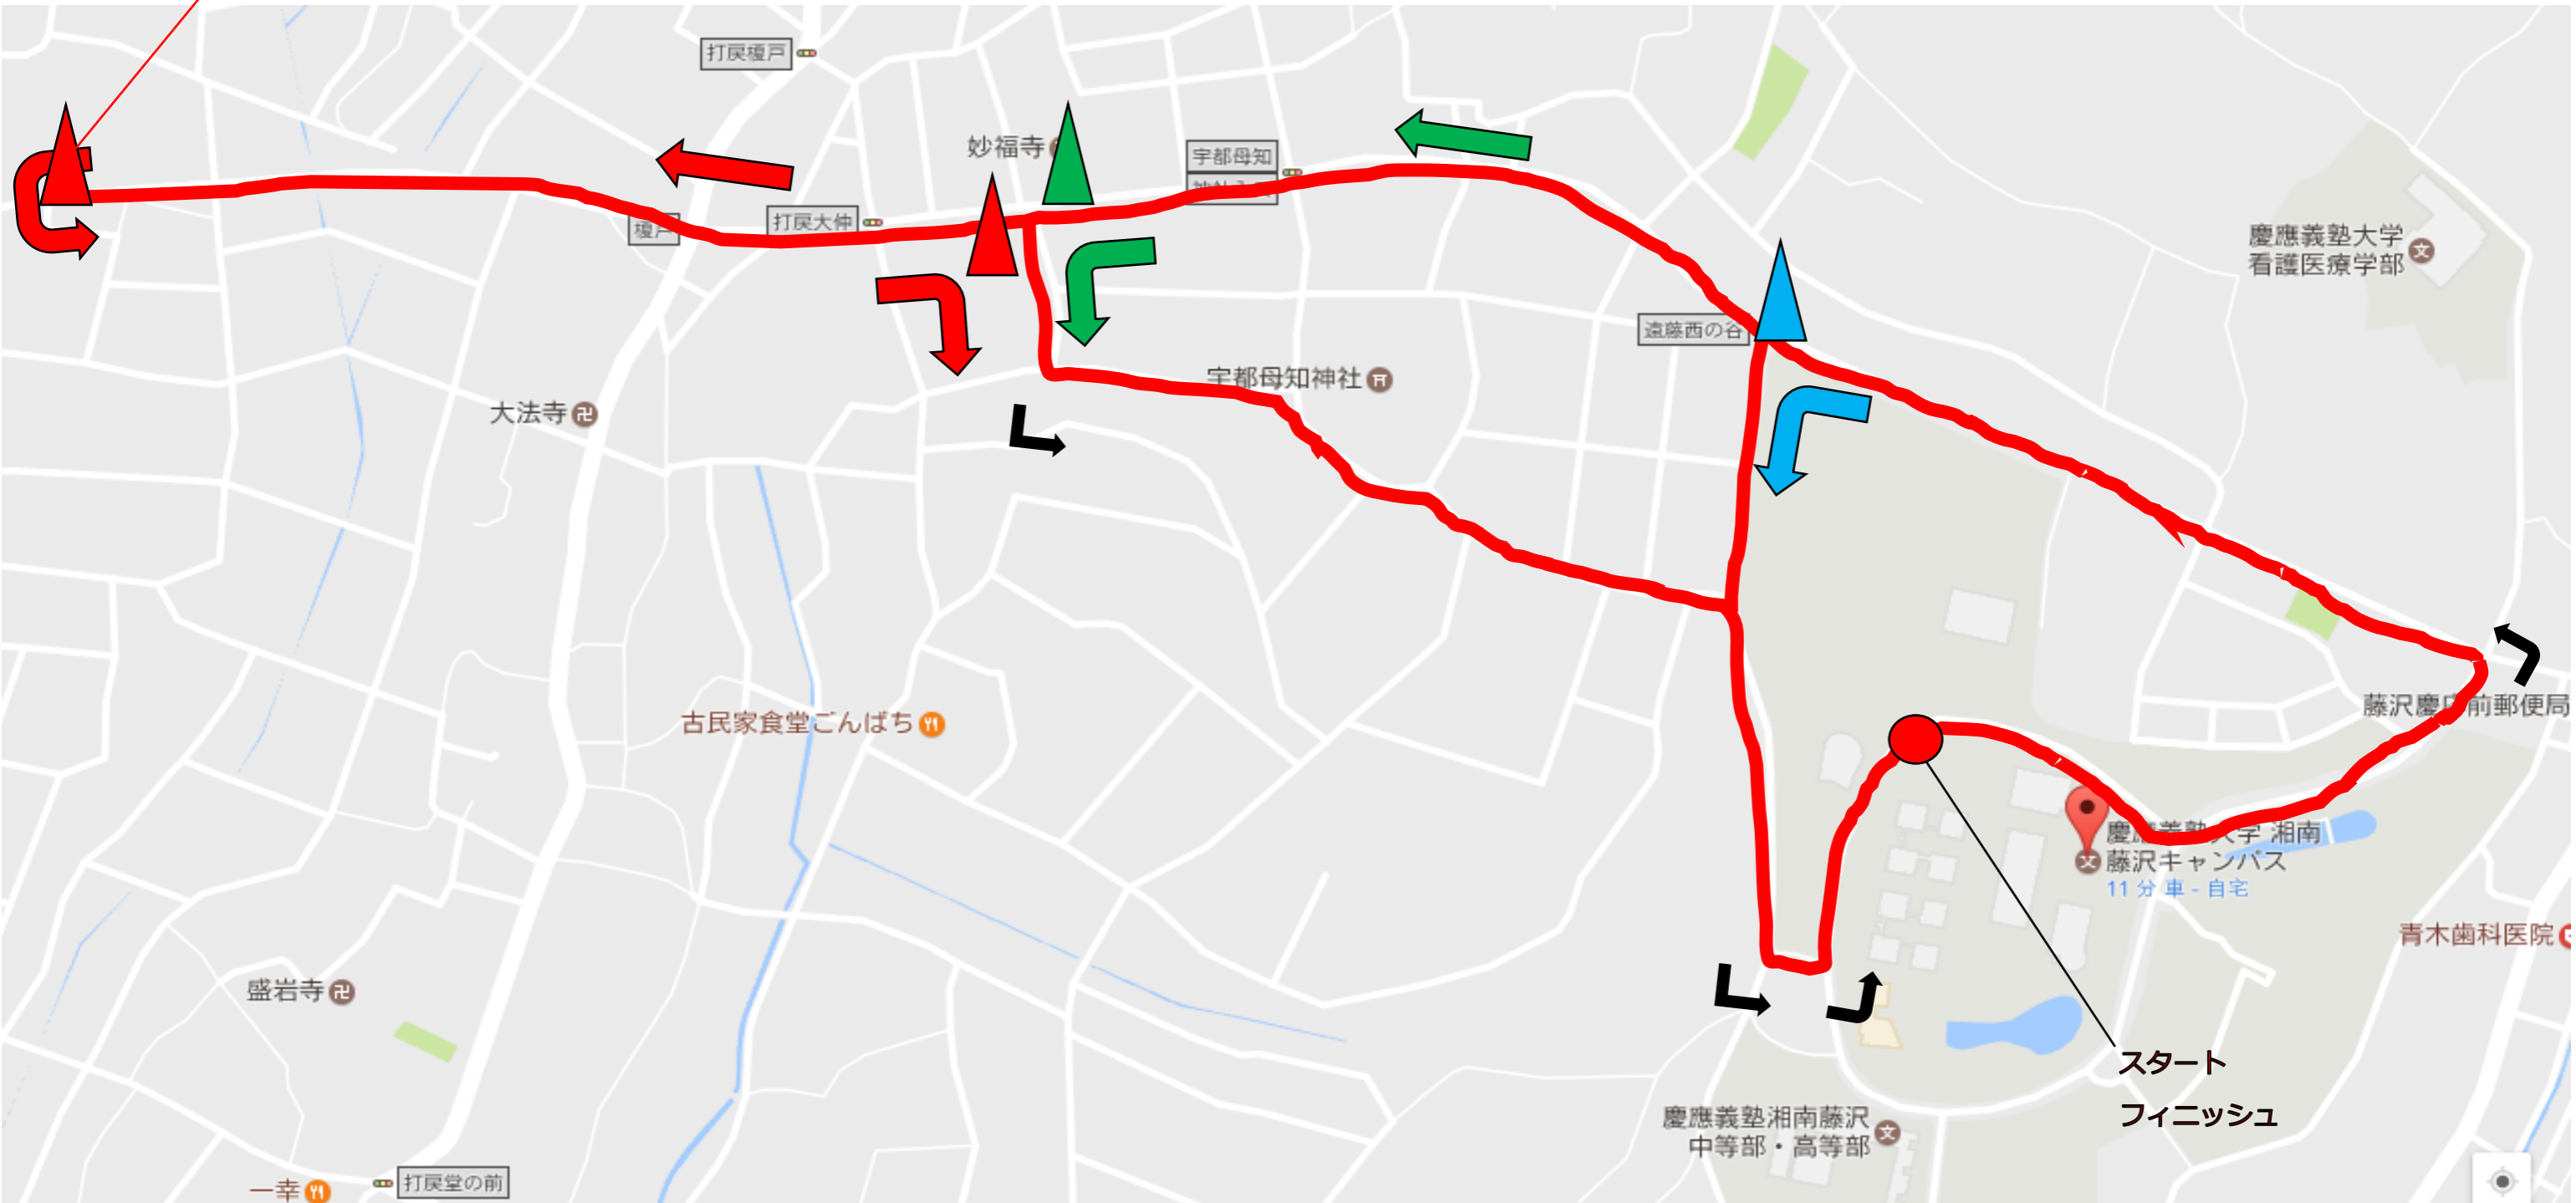 打戻榎戸
妙福寺
宇都母知
打戻大仲
榎戸
慶應義塾大学
看護医療学部
遠藤西の谷
宇都母知神社
大法寺
藤沢慶応前郵便局
古民家食堂ごんばち
慶應義塾大学 湘南
藤沢キャンパス
11 分 車 - 自宅
青木歯科医院
盛岩寺
スタート
フィニッシュ
慶應義塾湘南藤沢
中等部・高等部
打戻堂の前
一幸